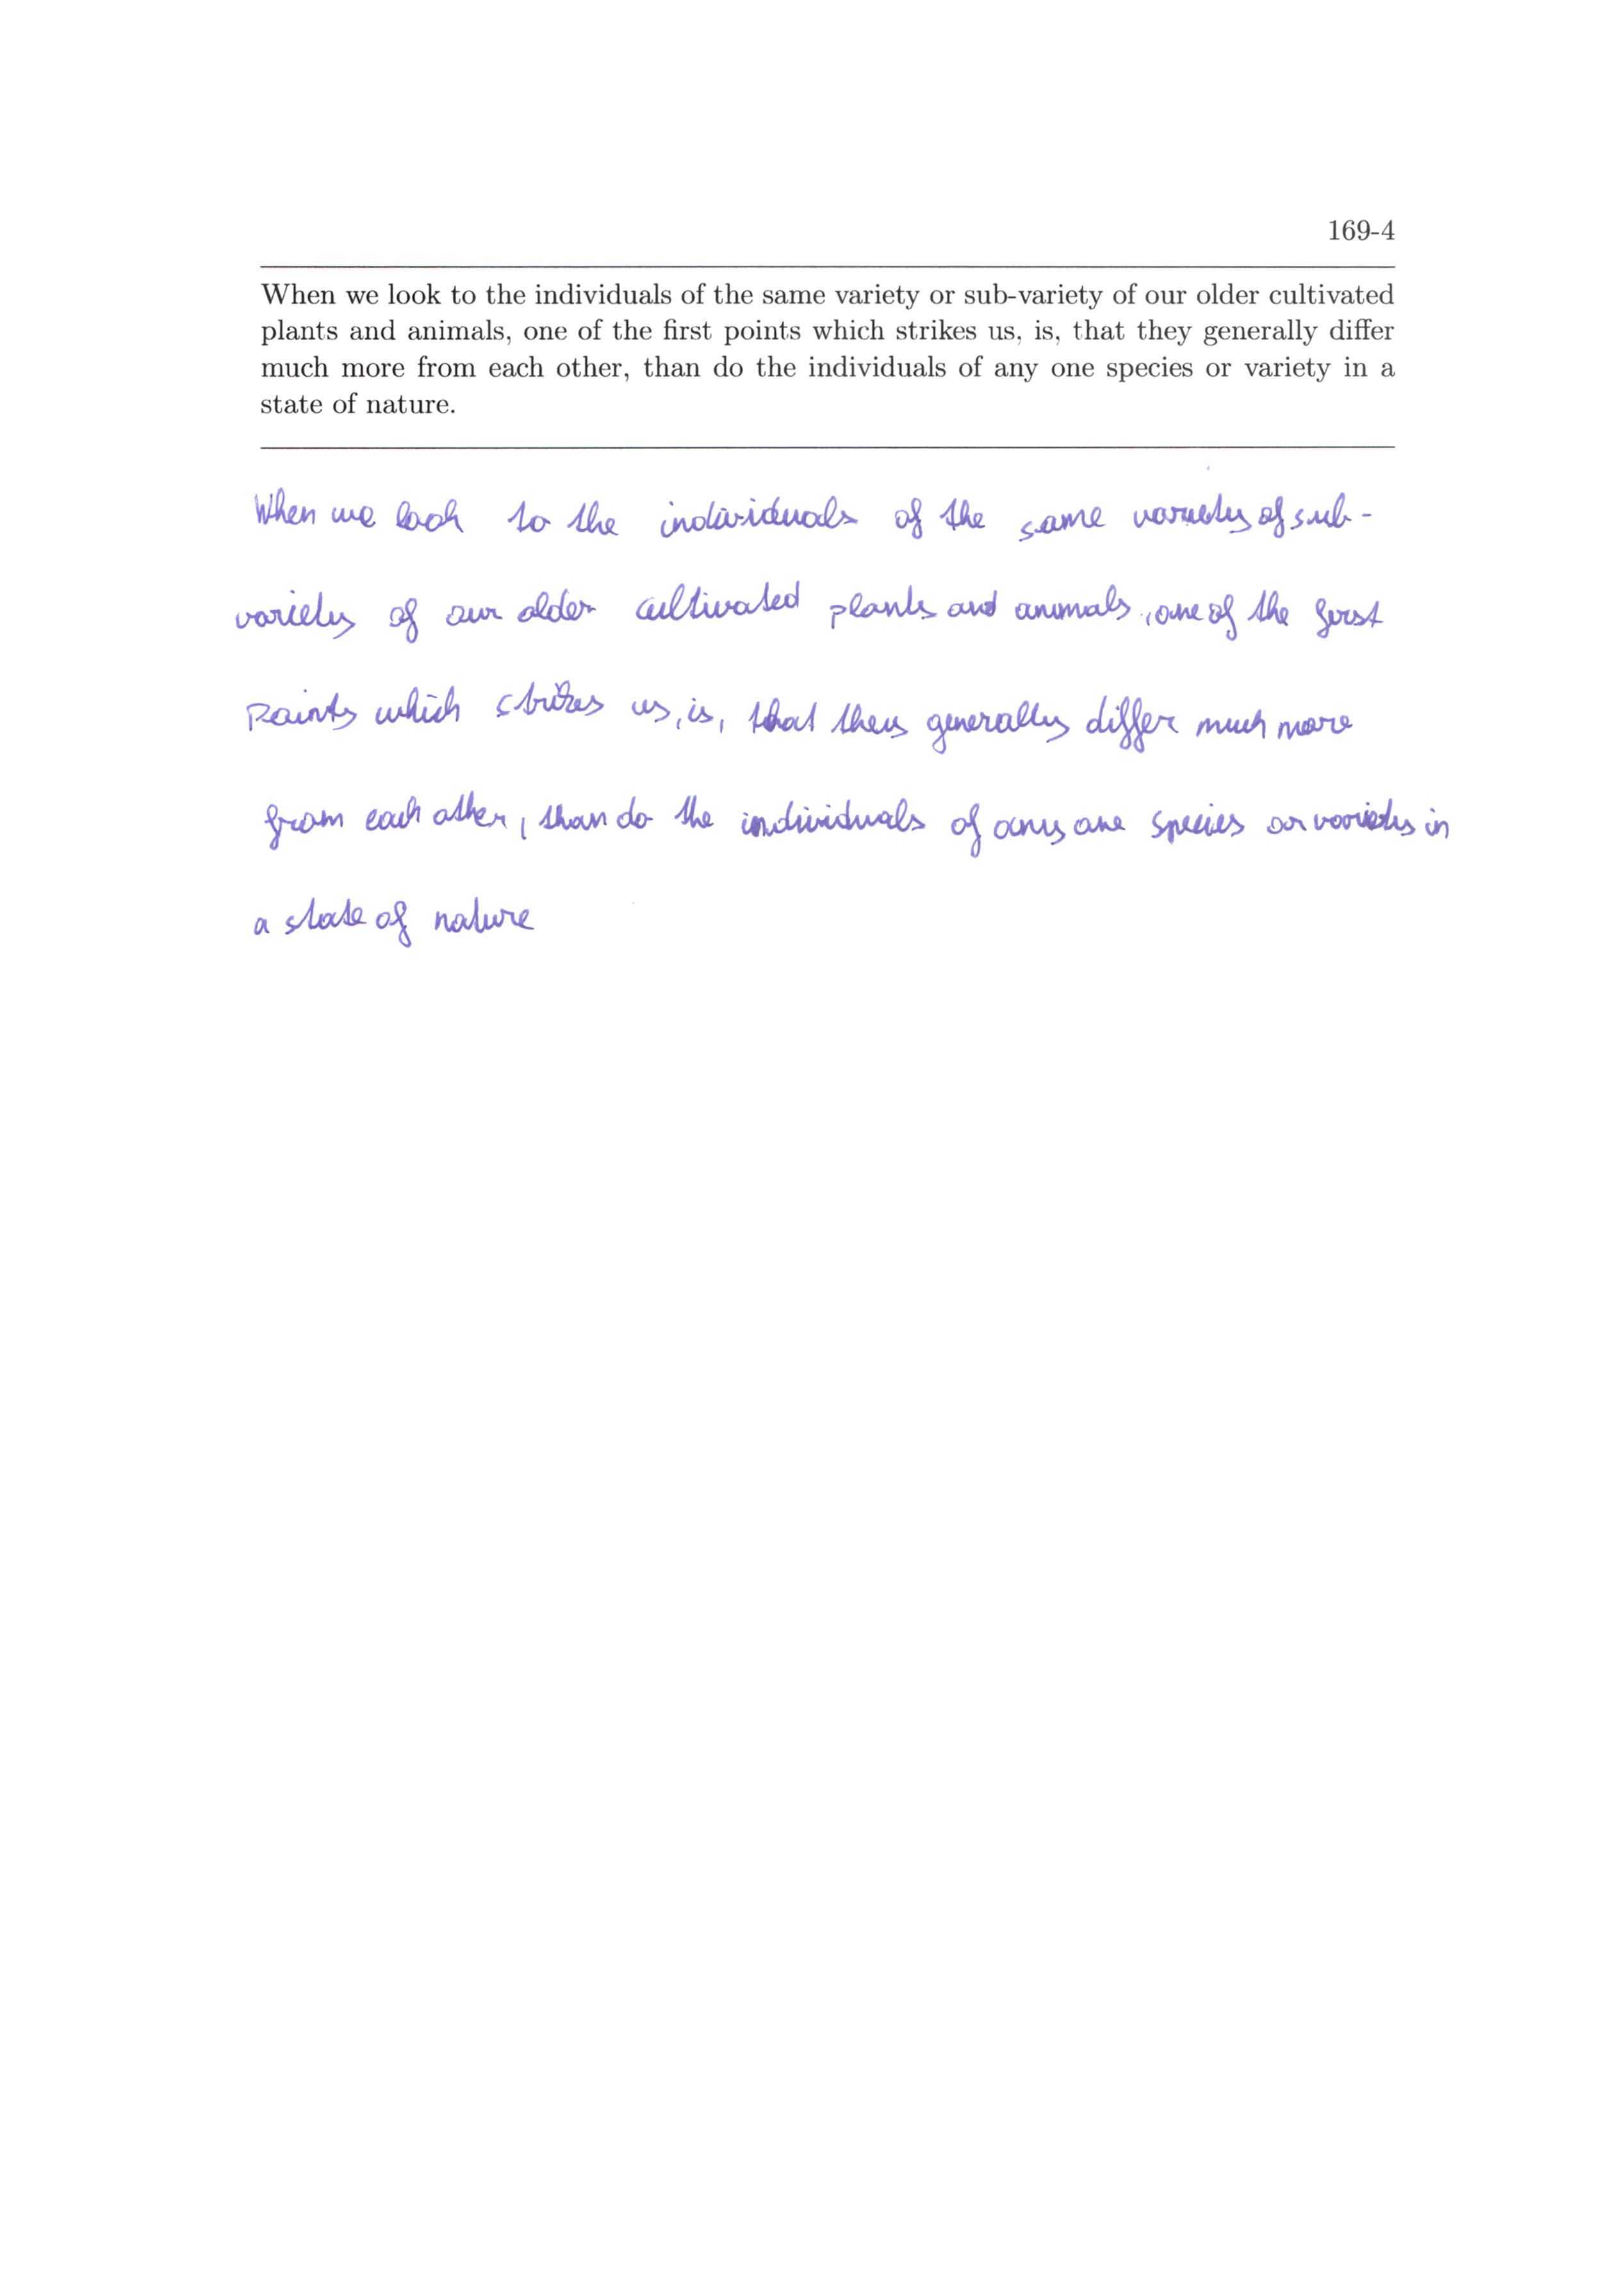 169-4
When we look to the individuals of the same variety or sub-variety of our older cultivated
plants and animals, one of the first points which strikes us, is, that they generally differ
much more from each other, than do the individuals of any one species or variety in a
state of nature.
When we look to the individuals of the same variety of sub-
variety of our older cultivated plants and animals, one of the first
points which strikes us, is, that they generally differ much more
from each other, than do the individuals of any one species or variety in
a state of nature